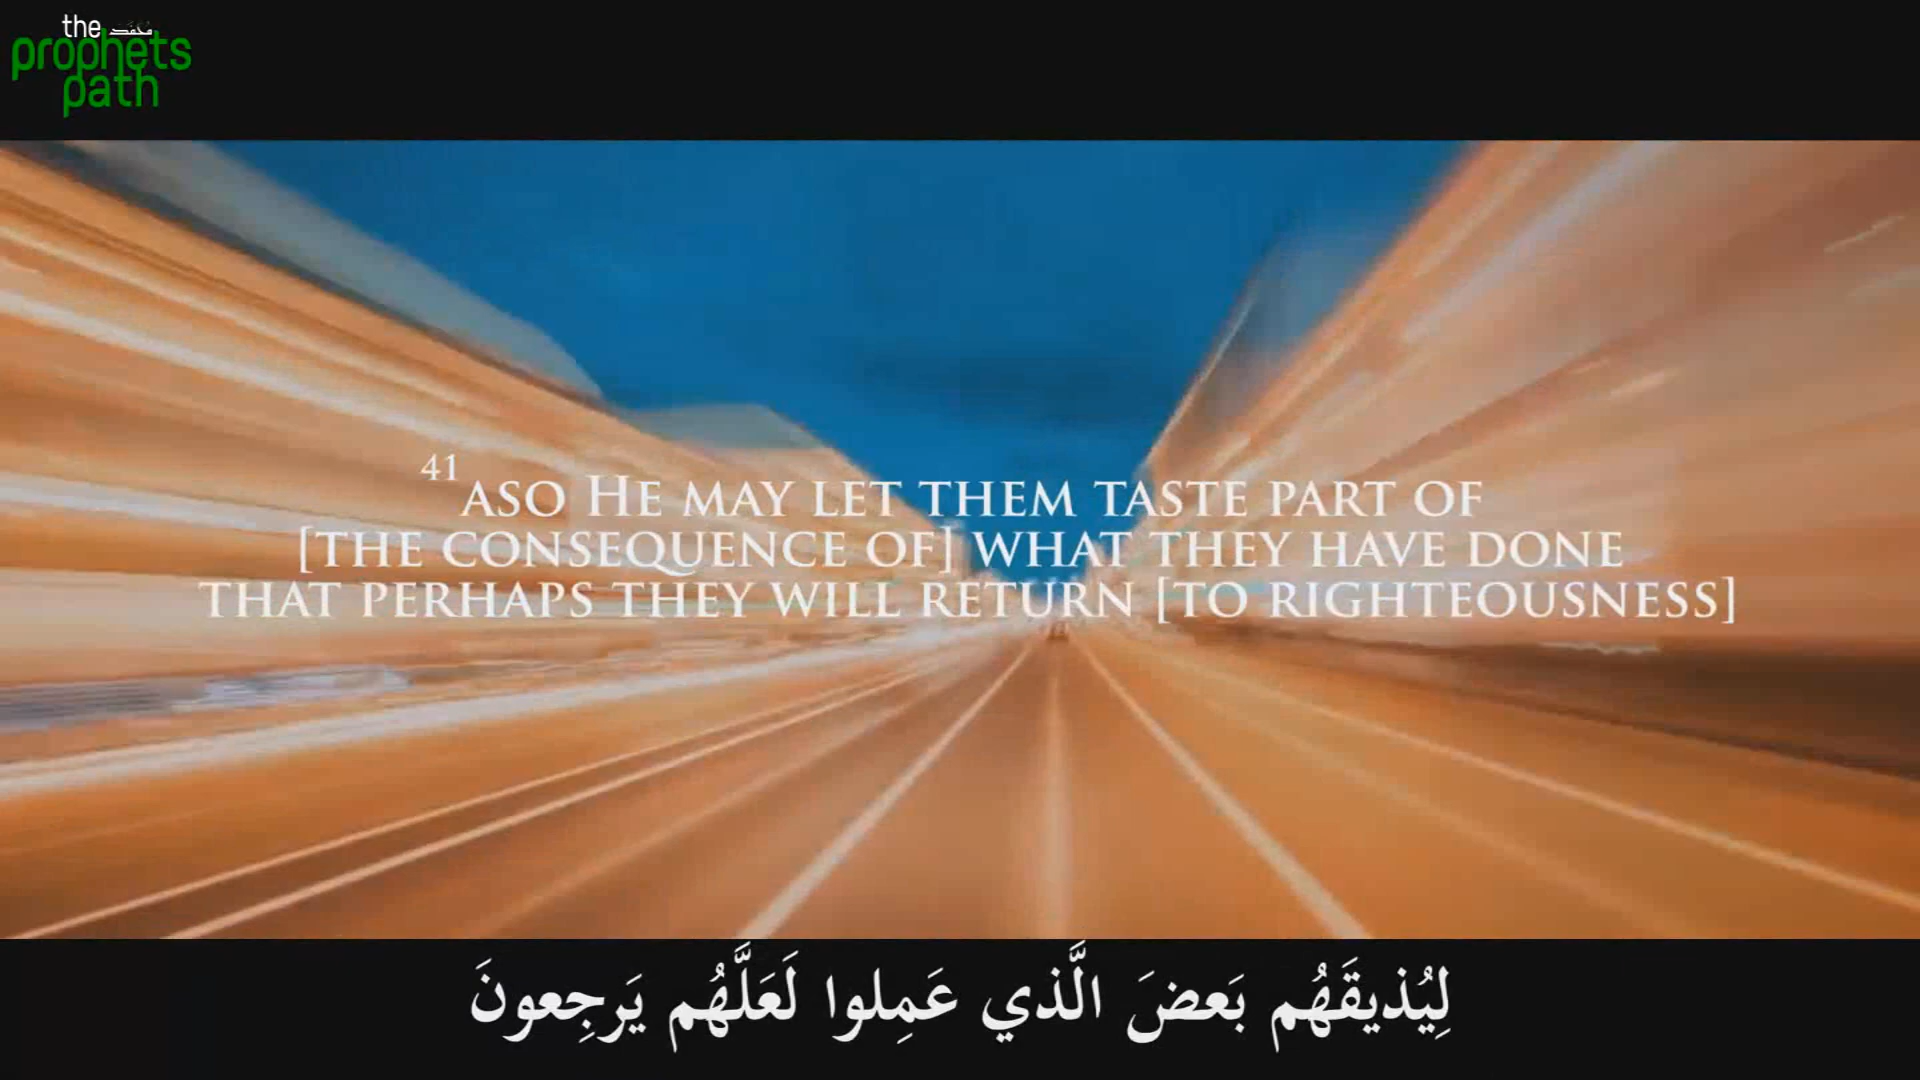 the
prophets
path
41
ASO HE MAY LET THEM TASTE PART OF
[THE CONSEQUENCE OF] WHAT THEY HAVE DONE
THAT PERHAPS THEY WILL RETURN [TO RIGHTEOUSNESS]
لِيُذيقَهُم بَعضَ الَّذي عَمِلوا لَعَلَّهُم يَرجِعونَ